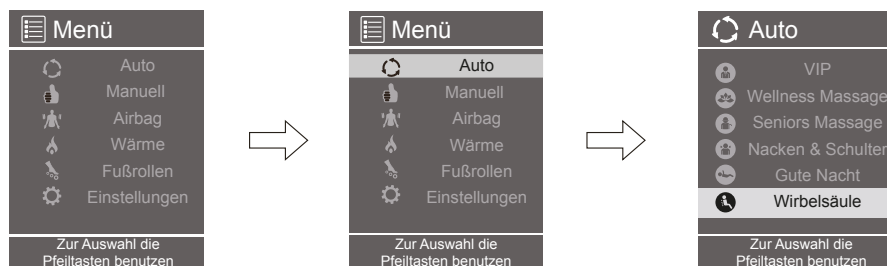 Menü
Auto
Manuell
Airbag
Wärme
Fußrollen
Einstellungen
Zur Auswahl die
Pfeiltasten benutzen
Menü
Auto
Manuell
Airbag
Wärme
Fußrollen
Einstellungen
Zur Auswahl die
Pfeiltasten benutzen
Auto
VIP
Wellness Massage
Seniors Massage
Nacken & Schulter
Gute Nacht
Wirbelsäule
Zur Auswahl die
Pfeiltasten benutzen